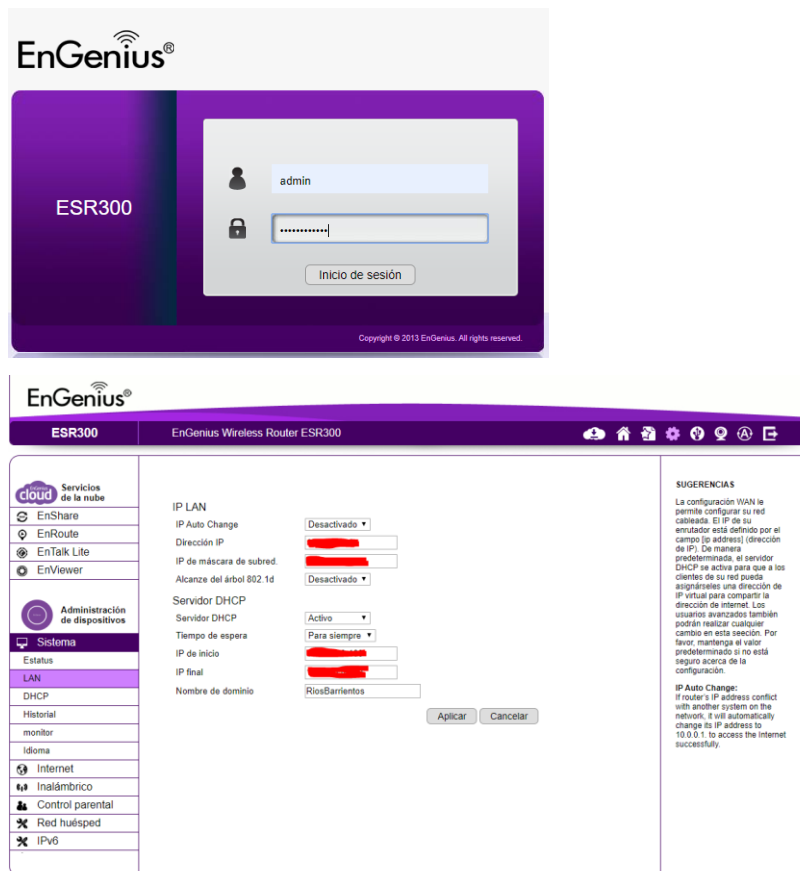 EnGenius®
ESR300
admin
Inicio de sesión
Copyright © 2013 EnGenius. All rights reserved.
EnGenius®
ESR300
EnGenius Wireless Router ESR300
EnGenius cloud
Servicios
de la nube
EnShare
EnRoute
EnTalk Lite
EnViewer
Administración
de dispositivos
Sistema
Estatus
LAN
DHCP
Historial
monitor
Idioma
Internet
Inalámbrico
Control parental
Red huésped
IPv6
IP LAN
IP Auto Change Desactivado
Dirección IP
IP de máscara de subred.
Alcance del árbol 802.1d Desactivado
Servidor DHCP
Servidor DHCP Activo
Tiempo de espera Para siempre
IP de inicio
IP final
Nombre de dominio RiosBarrientos
Aplicar Cancelar
SUGERENCIAS
La configuración WAN le
permite configurar su red
cableada. El IP de su
enrutador está definido por el
campo [ip address] (dirección
de IP). De manera
predeterminada, el servidor
DHCP se activa para que a los
clientes de su red pueda
asignárseles una dirección de
IP virtual para compartir la
dirección de internet. Los
usuarios avanzados también
podrán realizar cualquier
cambio en esta seección. Por
favor, mantenga el valor
predeterminado si no está
seguro acerca de la
configuración.
IP Auto Change:
If router's IP address conflict
with another system on the
network, it will automatically
change its IP address to
10.0.0.1. to access the Internet
successfully.